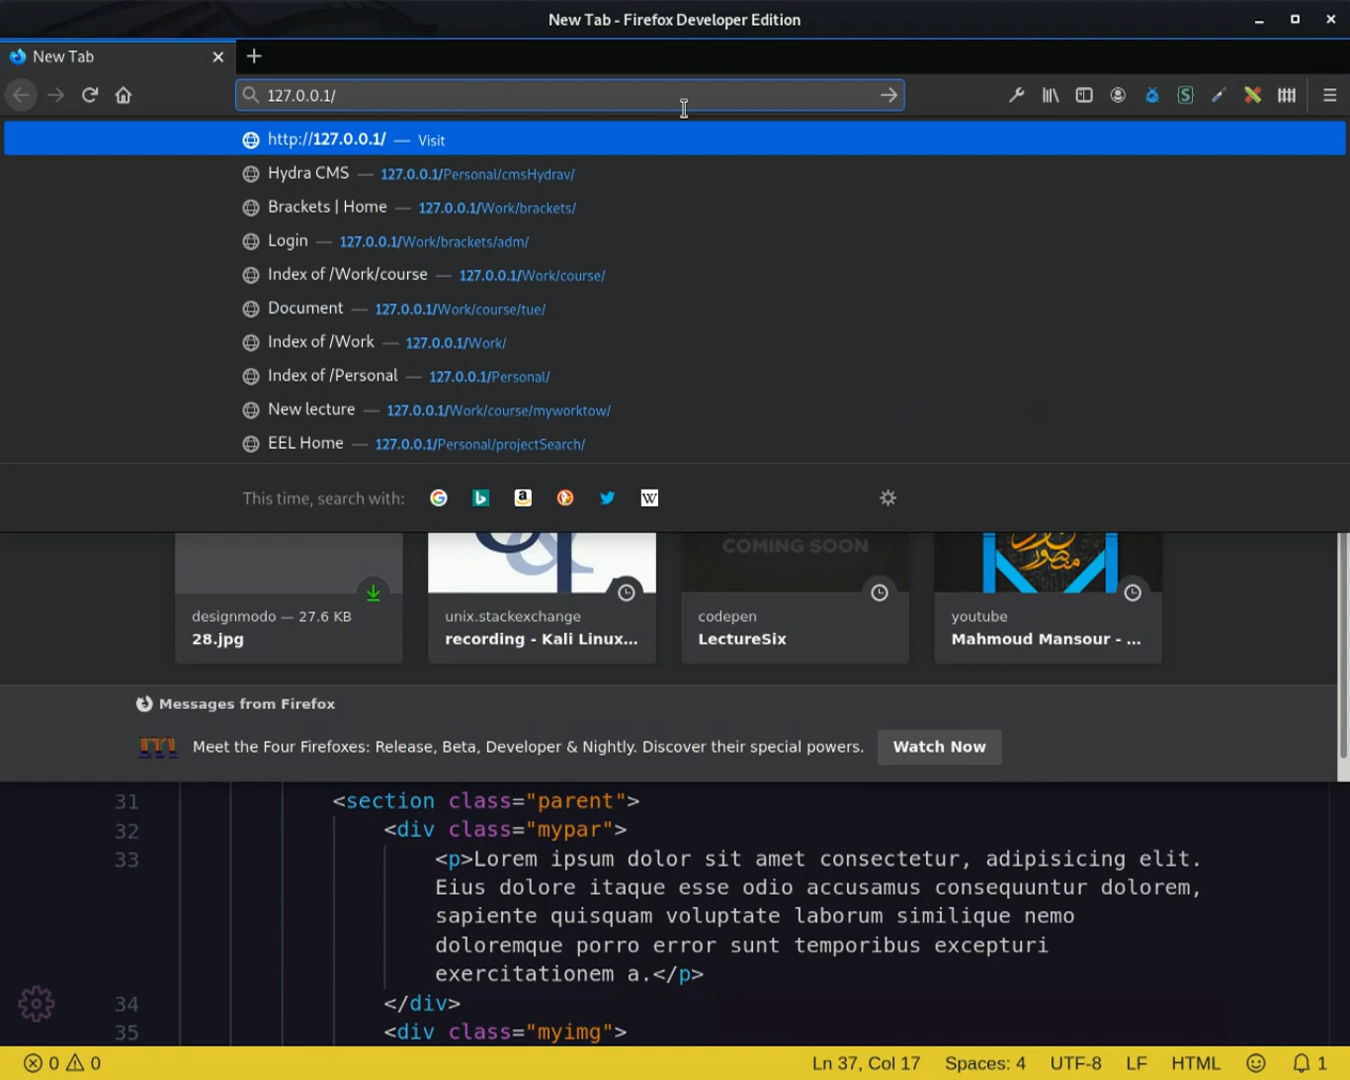 New Tab - Firefox Developer Edition
New Tab
127.0.0.1/
http://127.0.0.1/ — Visit
Hydra CMS — 127.0.0.1/Personal/cmsHydrav/
Brackets | Home — 127.0.0.1/Work/brackets/
Login — 127.0.0.1/Work/brackets/adm/
Index of /Work/course — 127.0.0.1/Work/course/
Document — 127.0.0.1/Work/course/tue/
Index of /Work — 127.0.0.1/Work/
Index of /Personal — 127.0.0.1/Personal/
New lecture — 127.0.0.1/Work/course/myworktow/
EEL Home — 127.0.0.1/Personal/projectSearch/
This time, search with:
COMING SOON
designmodo — 27.6 KB
28.jpg
unix.stackexchange
recording - Kali Linux...
codepen
LectureSix
youtube
Mahmoud Mansour - ...
Messages from Firefox
Meet the Four Firefoxes: Release, Beta, Developer & Nightly. Discover their special powers. Watch Now
31 <section class="parent">
32 <div class="mypar">
33 <p>Lorem ipsum dolor sit amet consectetur, adipisicing elit.
Eius dolore itaque esse odio accusamus consequuntur dolorem,
sapiente quisquam voluptate laborum similique nemo
doloremque porro error sunt temporibus excepturi
exercitationem a.</p>
34 </div>
35 <div class="myimg">
0 0 Ln 37, Col 17 Spaces: 4 UTF-8 LF HTML 1